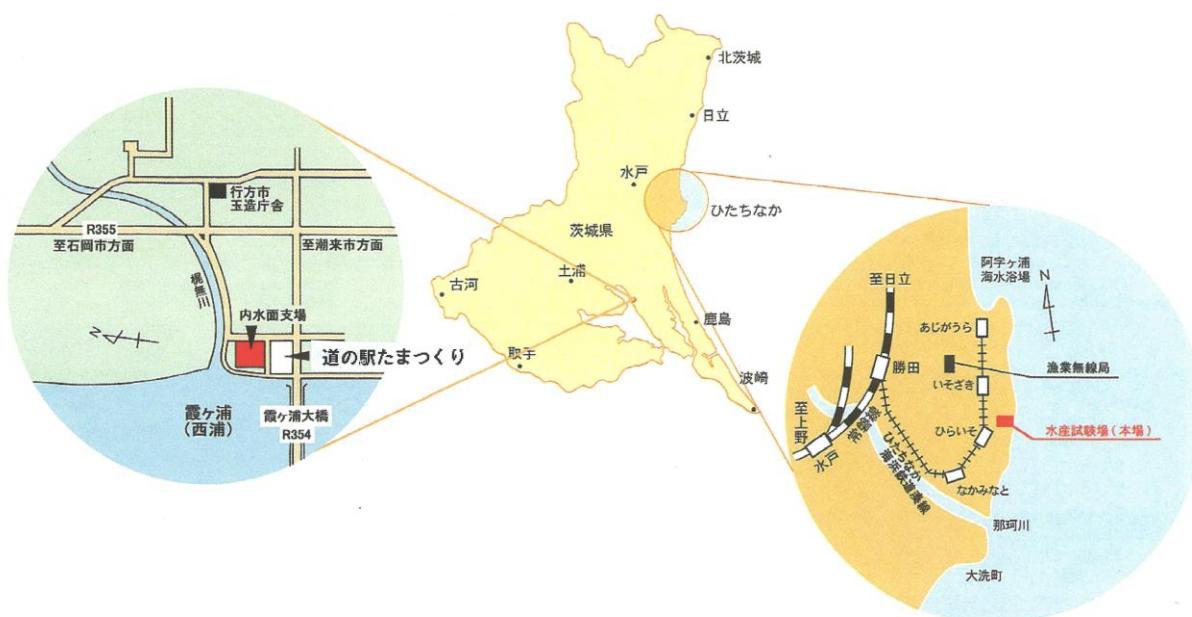 行方市
玉造庁舎
R355
至石岡市方面
至潮来市方面
梶無川
内水面支場
N
道の駅たまつくり
霞ヶ浦
(西浦)
霞ヶ浦大橋
R354
北茨城
日立
水戸
ひたちなか
茨城県
土浦
古河
鹿島
取手
波崎
阿字ヶ浦
海水浴場
N
至日立
あじがうら
勝田
漁業無線局
いそざき
至上野
常磐線
水戸
ひらいそ
水産試験場(本場)
ひたちなか
海浜鉄道湊線
なかみなと
那珂川
大洗町